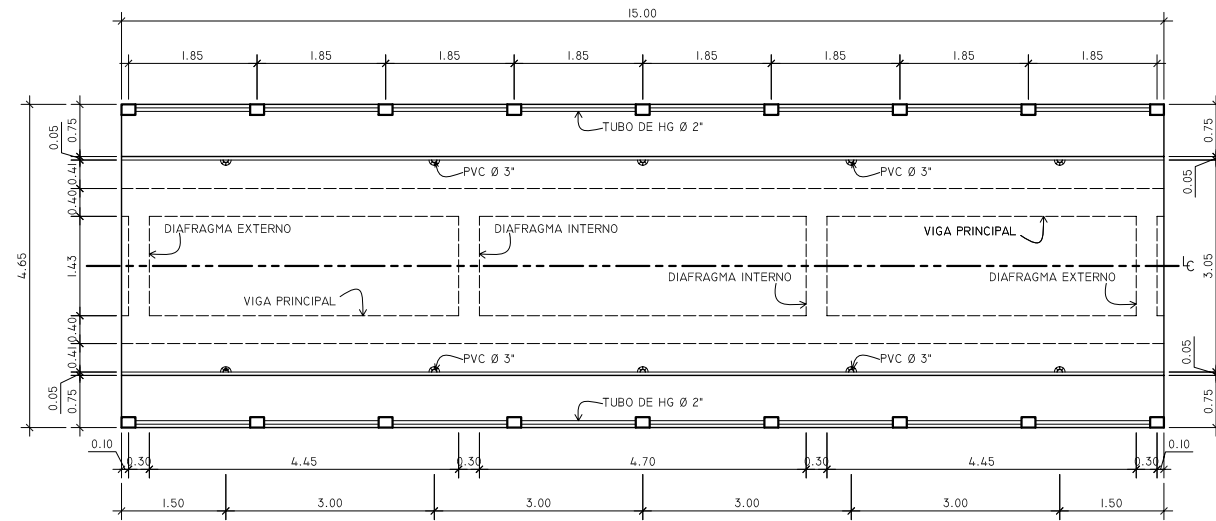 15.00
1.85 1.85 1.85 1.85 1.85 1.85 1.85 1.85
TUBO DE HG Ø 2"
0.05 0.75 0.75
PVC Ø 3" PVC Ø 3"
0.41 0.05
0.40
DIAFRAGMA EXTERNO DIAFRAGMA INTERNO VIGA PRINCIPAL
4.65 1.43 CL 3.05
DIAFRAGMA INTERNO DIAFRAGMA EXTERNO
VIGA PRINCIPAL
0.40
0.41 PVC Ø 3" PVC Ø 3" 0.05
0.05 0.75 TUBO DE HG Ø 2" 0.75
0.10 0.30 4.45 0.30 4.70 0.30 4.45 0.30 0.10
1.50 3.00 3.00 3.00 3.00 1.50